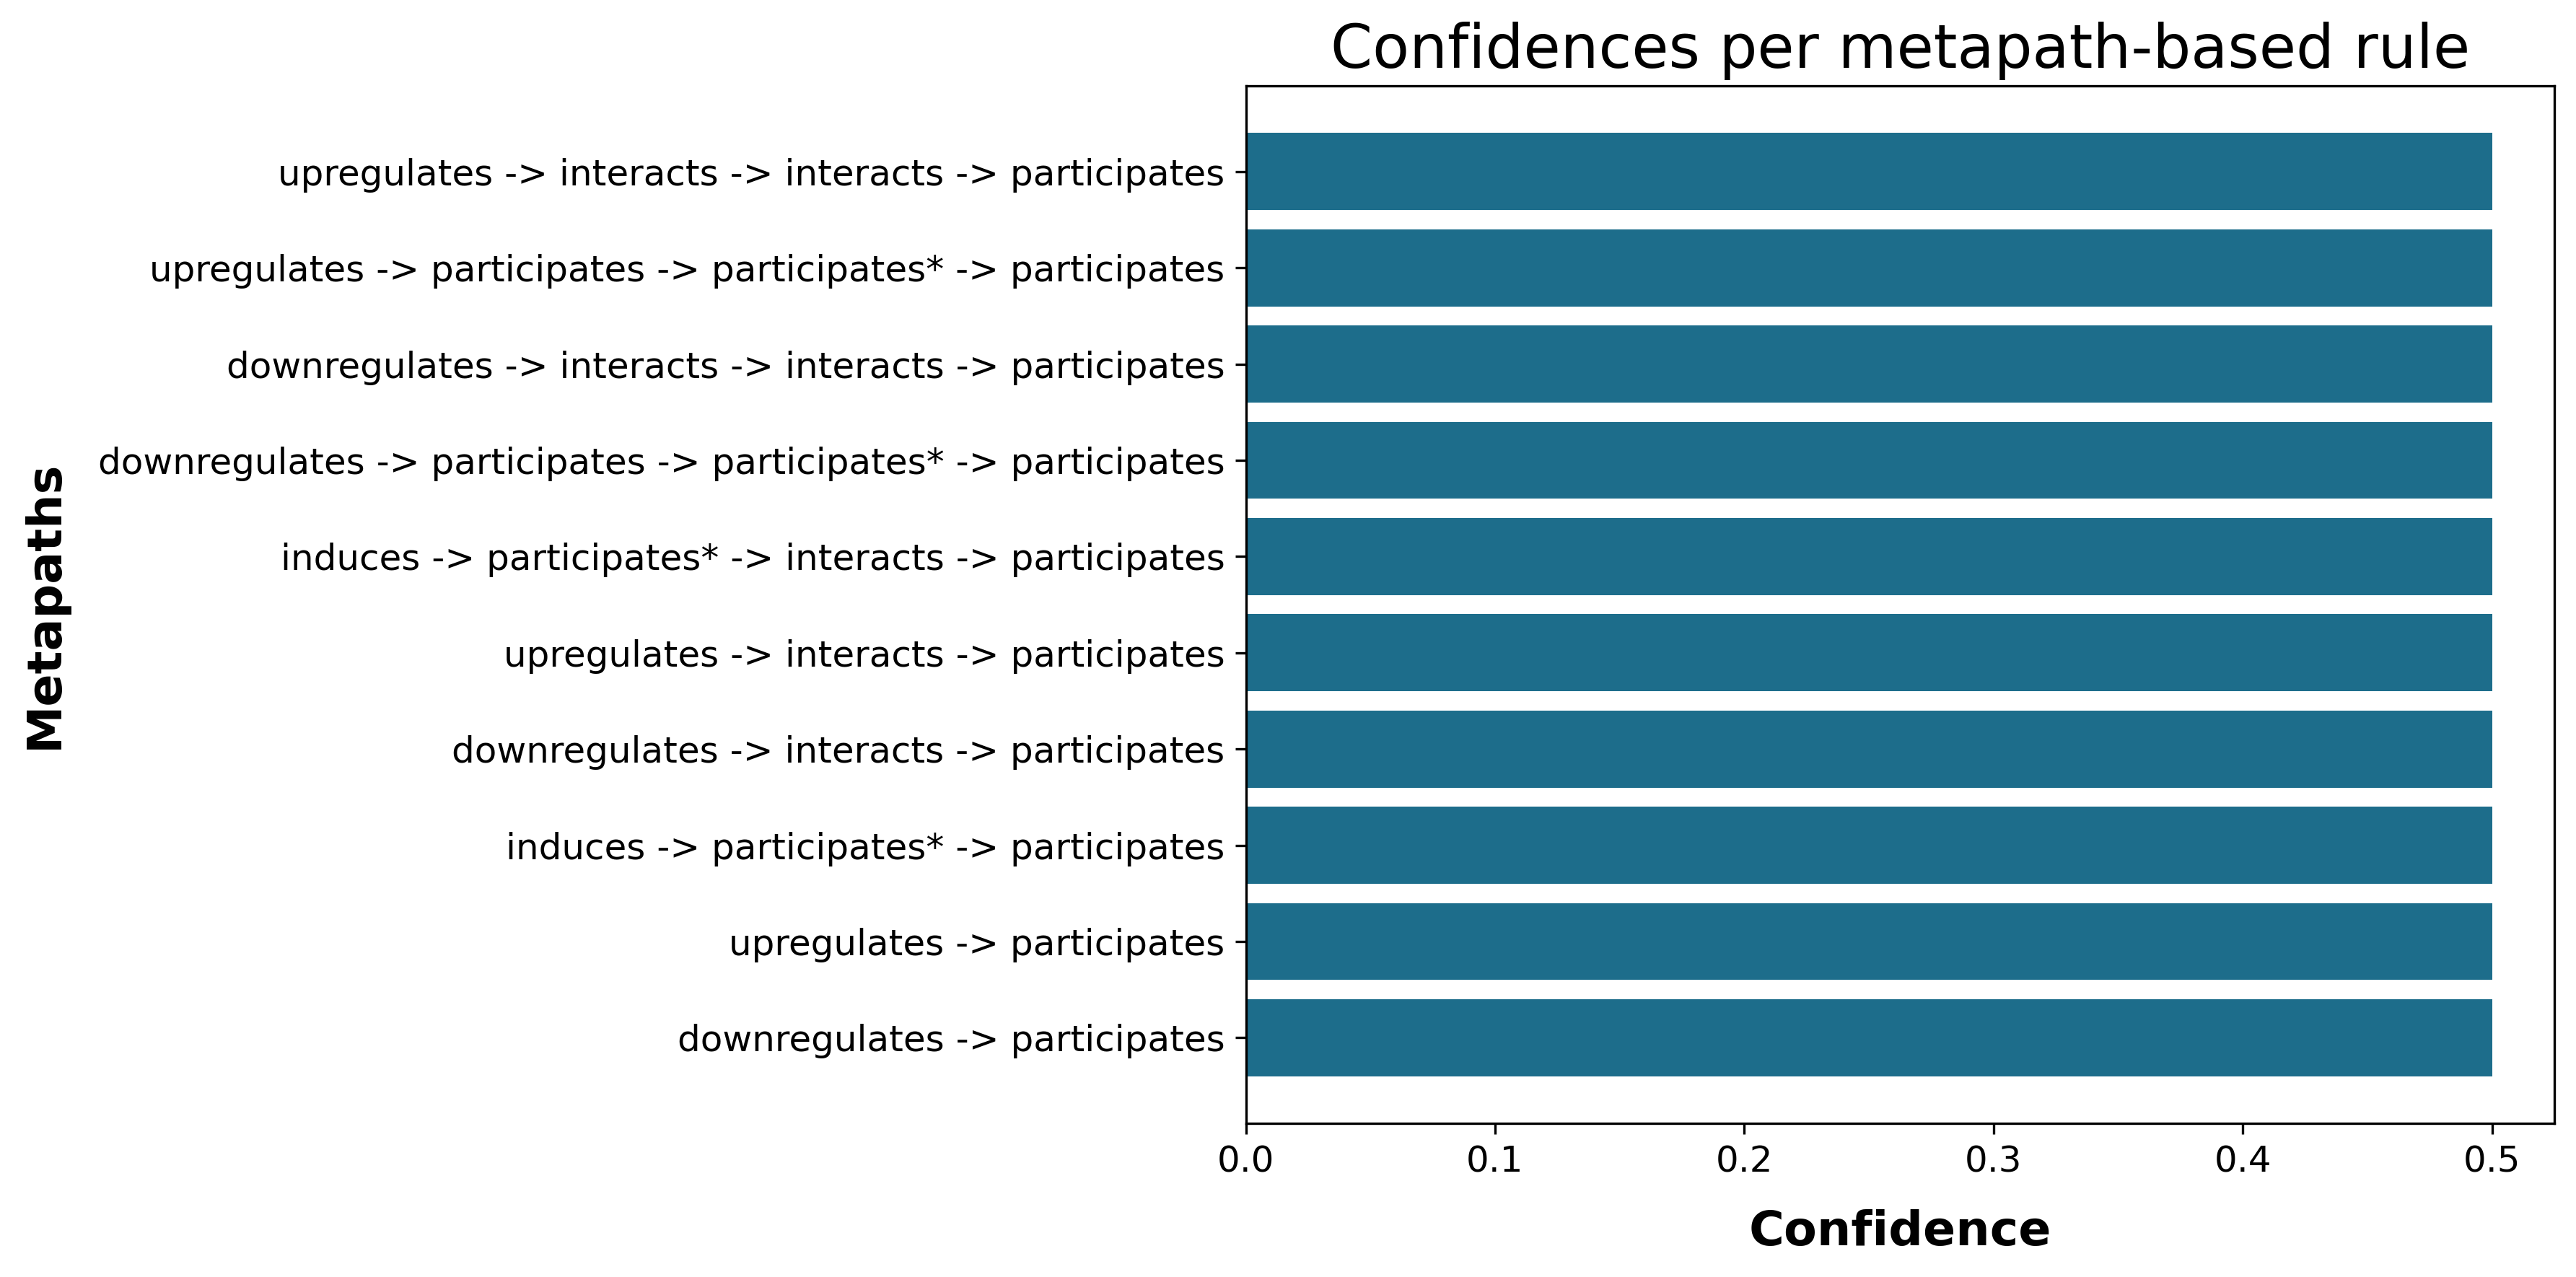 Confidences per metapath-based rule
upregulates -> interacts -> interacts -> participates
upregulates -> participates -> participates* -> participates
downregulates -> interacts -> interacts -> participates
downregulates -> participates -> participates* -> participates
induces -> participates* -> interacts -> participates
upregulates -> interacts -> participates
downregulates -> interacts -> participates
induces -> participates* -> participates
upregulates -> participates
downregulates -> participates
Metapaths
0.0 0.1 0.2 0.3 0.4 0.5
Confidence